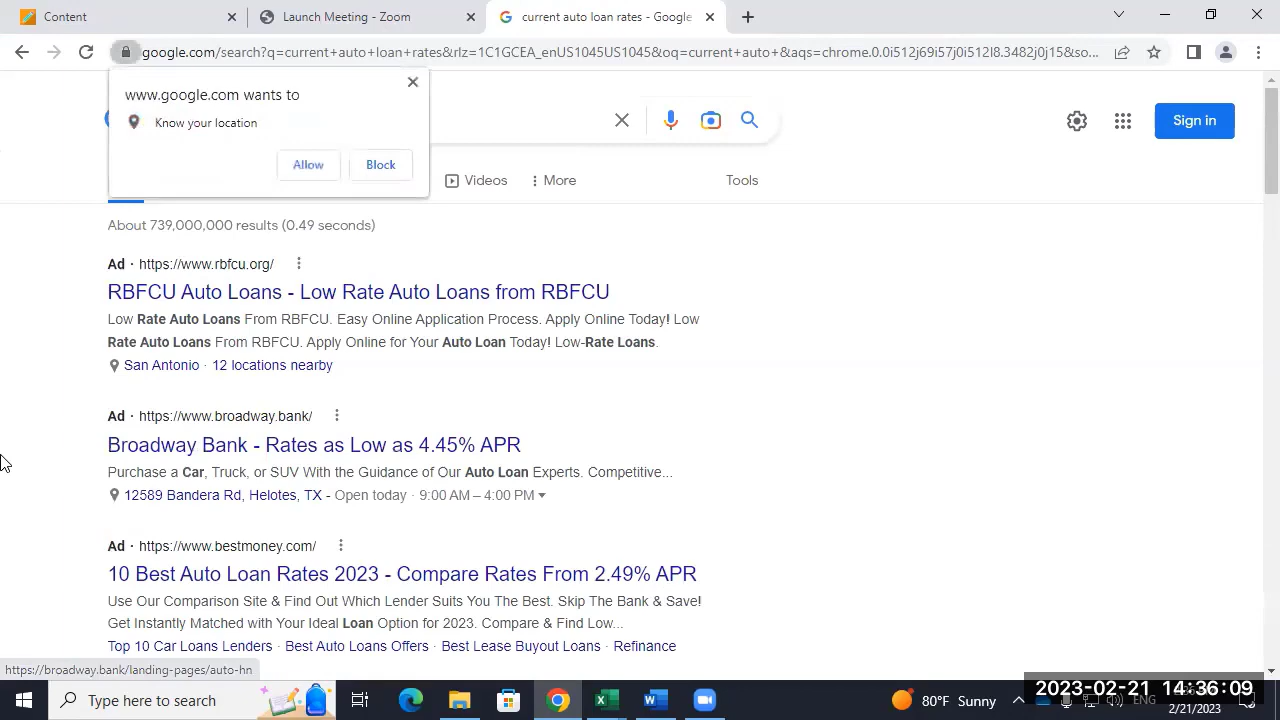 Content
Launch Meeting - Zoom
current auto loan rates - Google
google.com/search?q=current+auto+loan+rates&rlz=1C1GCEA_enUS1045US1045&oq=current+auto+&aqs=chrome.0.0i512j69i57j0i512l8.3482j0j15&so...
www.google.com wants to
Know your location
Allow
Block
Sign in
Videos
More
Tools
About 739,000,000 results (0.49 seconds)
Ad · https://www.rbfcu.org/
RBFCU Auto Loans - Low Rate Auto Loans from RBFCU
Low Rate Auto Loans From RBFCU. Easy Online Application Process. Apply Online Today! Low
Rate Auto Loans From RBFCU. Apply Online for Your Auto Loan Today! Low-Rate Loans.
San Antonio · 12 locations nearby
Ad · https://www.broadway.bank/
Broadway Bank - Rates as Low as 4.45% APR
Purchase a Car, Truck, or SUV With the Guidance of Our Auto Loan Experts. Competitive...
12589 Bandera Rd, Helotes, TX - Open today · 9:00 AM – 4:00 PM
Ad · https://www.bestmoney.com/
10 Best Auto Loan Rates 2023 - Compare Rates From 2.49% APR
Use Our Comparison Site & Find Out Which Lender Suits You The Best. Skip The Bank & Save!
Get Instantly Matched with Your Ideal Loan Option for 2023. Compare & Find Low...
Top 10 Car Loans Lenders · Best Auto Loans Offers · Best Lease Buyout Loans · Refinance
https://broadway.bank/landing-pages/auto-hn
Type here to search
80°F Sunny
ENG
2023-02-21 14:36:09
2/21/2023